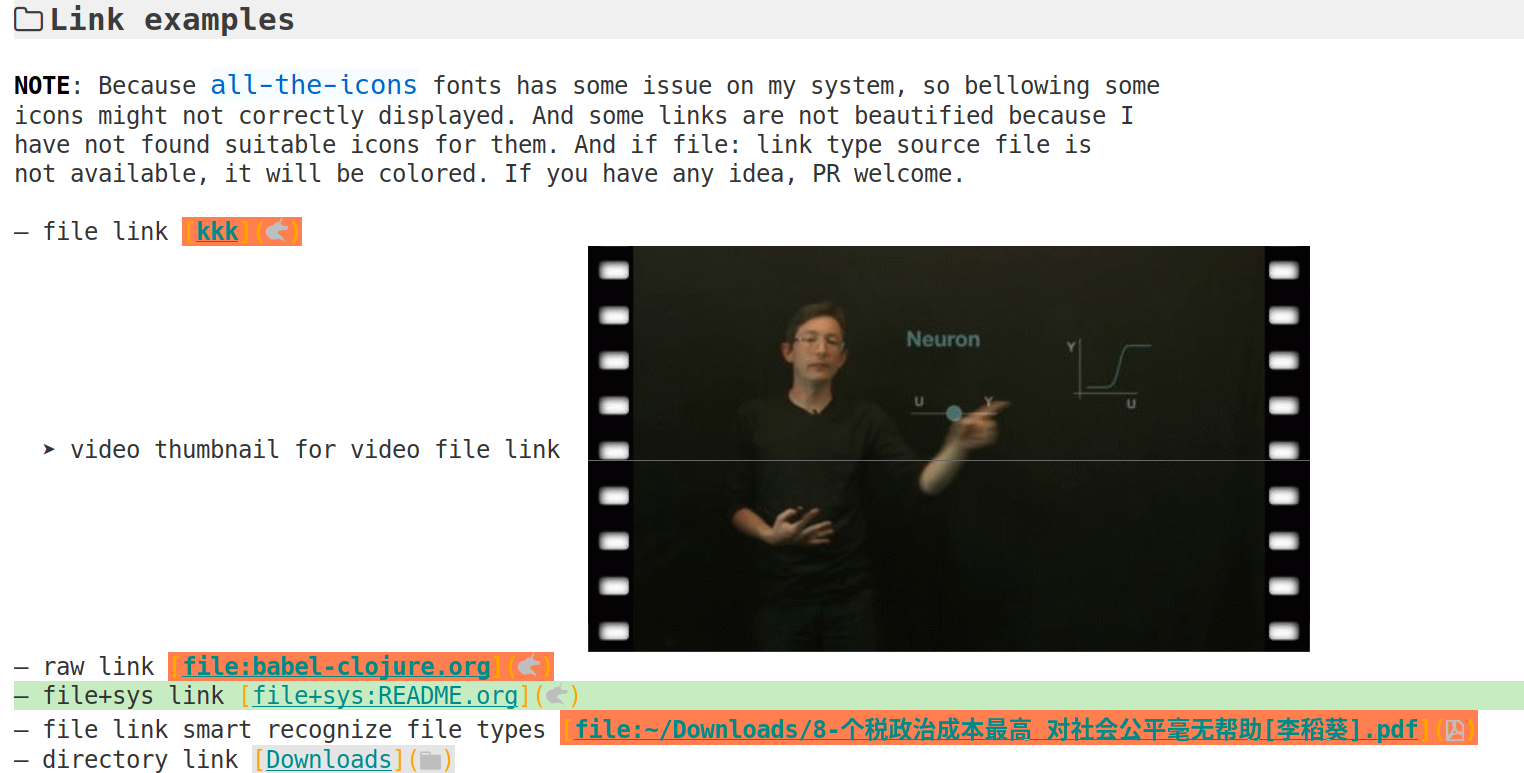 Link examples
NOTE: Because all-the-icons fonts has some issue on my system, so bellowing some
icons might not correctly displayed. And some links are not beautified because I
have not found suitable icons for them. And if file: link type source file is
not available, it will be colored. If you have any idea, PR welcome.
– file link [kkk]()
Neuron
Y
U
U Y
➤ video thumbnail for video file link
– raw link [file:babel-clojure.org]()
– file+sys link [file+sys:README.org]()
– file link smart recognize file types [file:~/Downloads/8-个税政治成本最高 对社会公平毫无帮助[李稻葵].pdf]()
– directory link [Downloads]()